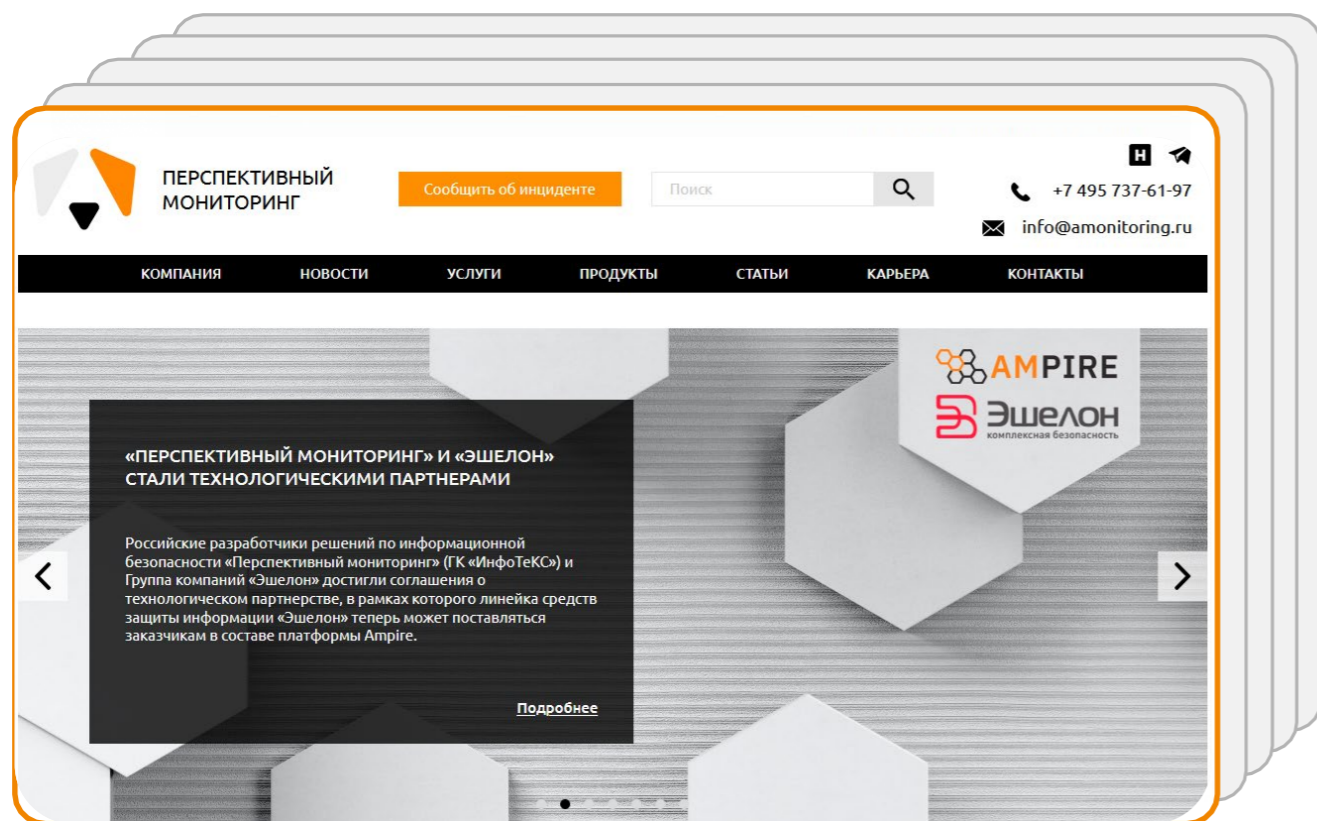 ПЕРСПЕКТИВНЫЙ
МОНИТОРИНГ
Сообщить об инциденте
Поиск
H
+7 495 737-61-97
info@amonitoring.ru
КОМПАНИЯ НОВОСТИ УСЛУГИ ПРОДУКТЫ СТАТЬИ КАРЬЕРА КОНТАКТЫ
AMPIRE
Эшелон
комплексная безопасность
«ПЕРСПЕКТИВНЫЙ МОНИТОРИНГ» И «ЭШЕЛОН»
СТАЛИ ТЕХНОЛОГИЧЕСКИМИ ПАРТНЕРАМИ
Российские разработчики решений по информационной
безопасности «Перспективный мониторинг» (ГК «ИнфоТеКС») и
Группа компаний «Эшелон» достигли соглашения о
технологическом партнерстве, в рамках которого линейка средств
защиты информации «Эшелон» теперь может поставляться
заказчикам в составе платформы Ampire.
Подробнее